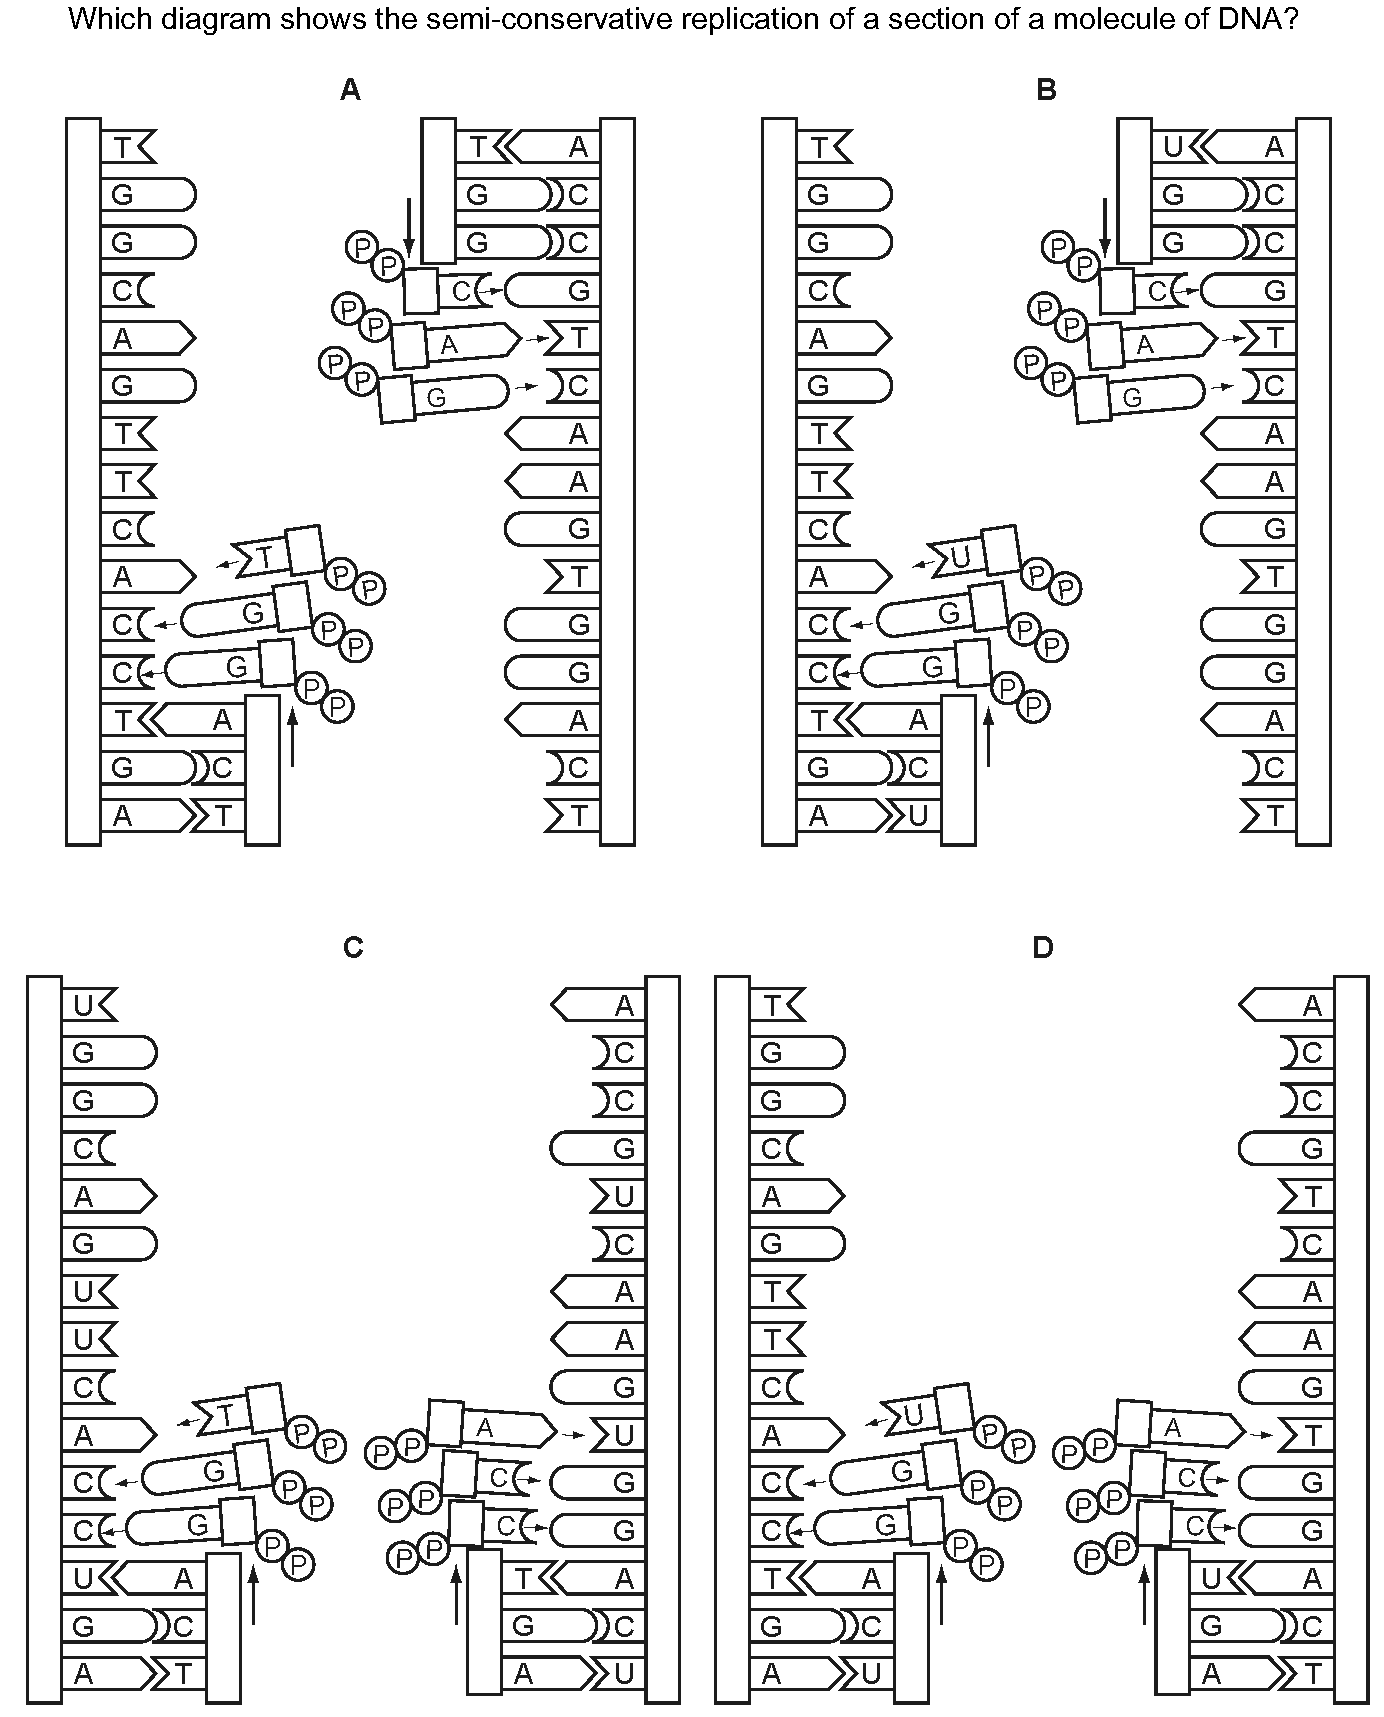 Which diagram shows the semi-conservative replication of a section of a molecule of DNA?
A B
T T A T U A
G G C G G C
G P G C G P G C
P P
C C G C C G
P P
A P A T A P A T
P P
G P G C G P G C
T A T A
T A T A
C G C G
A T P P T A U P P T
C G P P G C G P P G
C G P P G C G P P G
T A A T A A
G C C G C C
A T T A U T
C D
U A T A
G C G C
G C G C
C G C G
A U A T
G C G C
U A T A
U A T A
C G C G
A T P P P P A U A U P P P P A T
C G P P P P C G C G P P P P C G
C G P P P P C G C G P P P P C G
U A T A T A U A
G C G C G C G C
A T A U A U A T